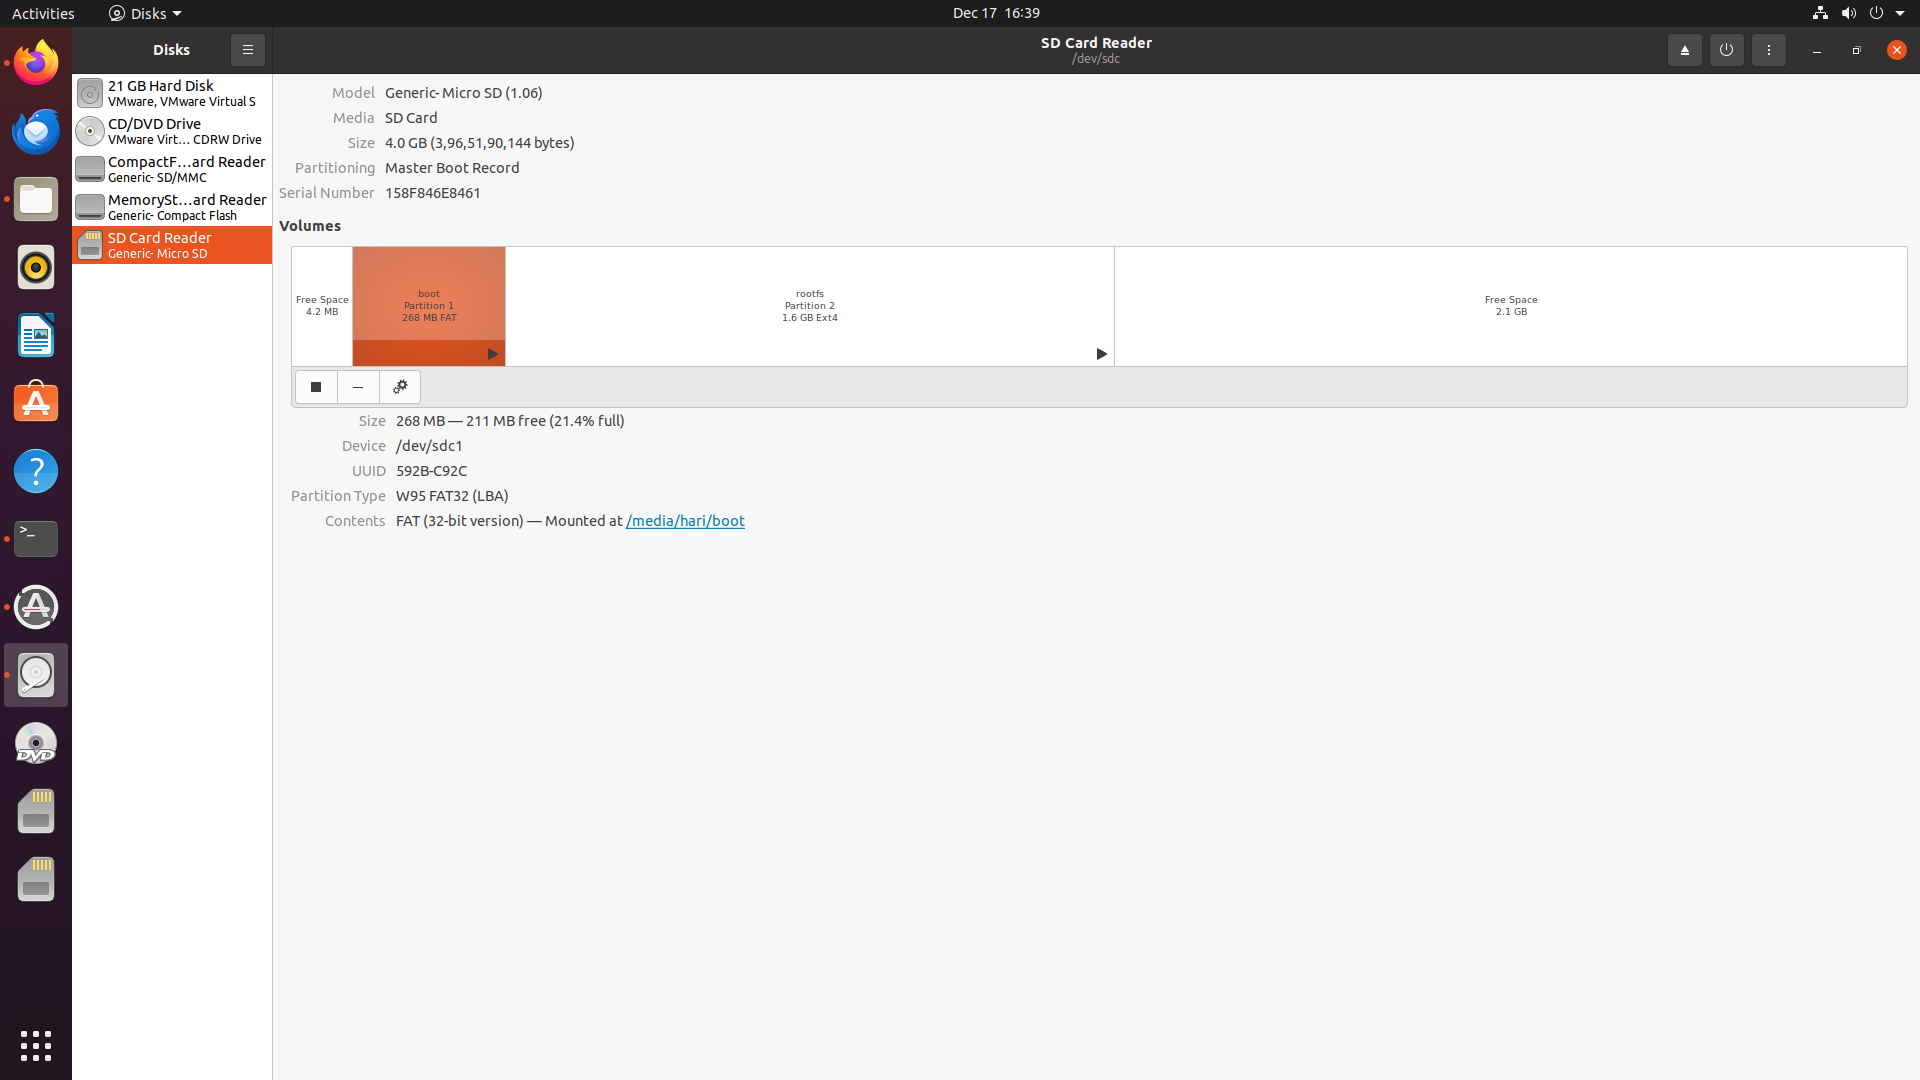 Activities
Disks
Dec 17 16:39
Disks
SD Card Reader
/dev/sdc
21 GB Hard Disk
VMware, VMware Virtual S
CD/DVD Drive
VMware Virt… CDRW Drive
CompactF…ard Reader
Generic- SD/MMC
MemorySt…ard Reader
Generic- Compact Flash
SD Card Reader
Generic- Micro SD
Model Generic- Micro SD (1.06)
Media SD Card
Size 4.0 GB (3,96,51,90,144 bytes)
Partitioning Master Boot Record
Serial Number 158F846E8461
Volumes
Free Space
4.2 MB
boot
Partition 1
268 MB FAT
rootfs
Partition 2
1.6 GB Ext4
Free Space
2.1 GB
Size 268 MB — 211 MB free (21.4% full)
Device /dev/sdc1
UUID 592B-C92C
Partition Type W95 FAT32 (LBA)
Contents FAT (32-bit version) — Mounted at /media/hari/boot
DVD